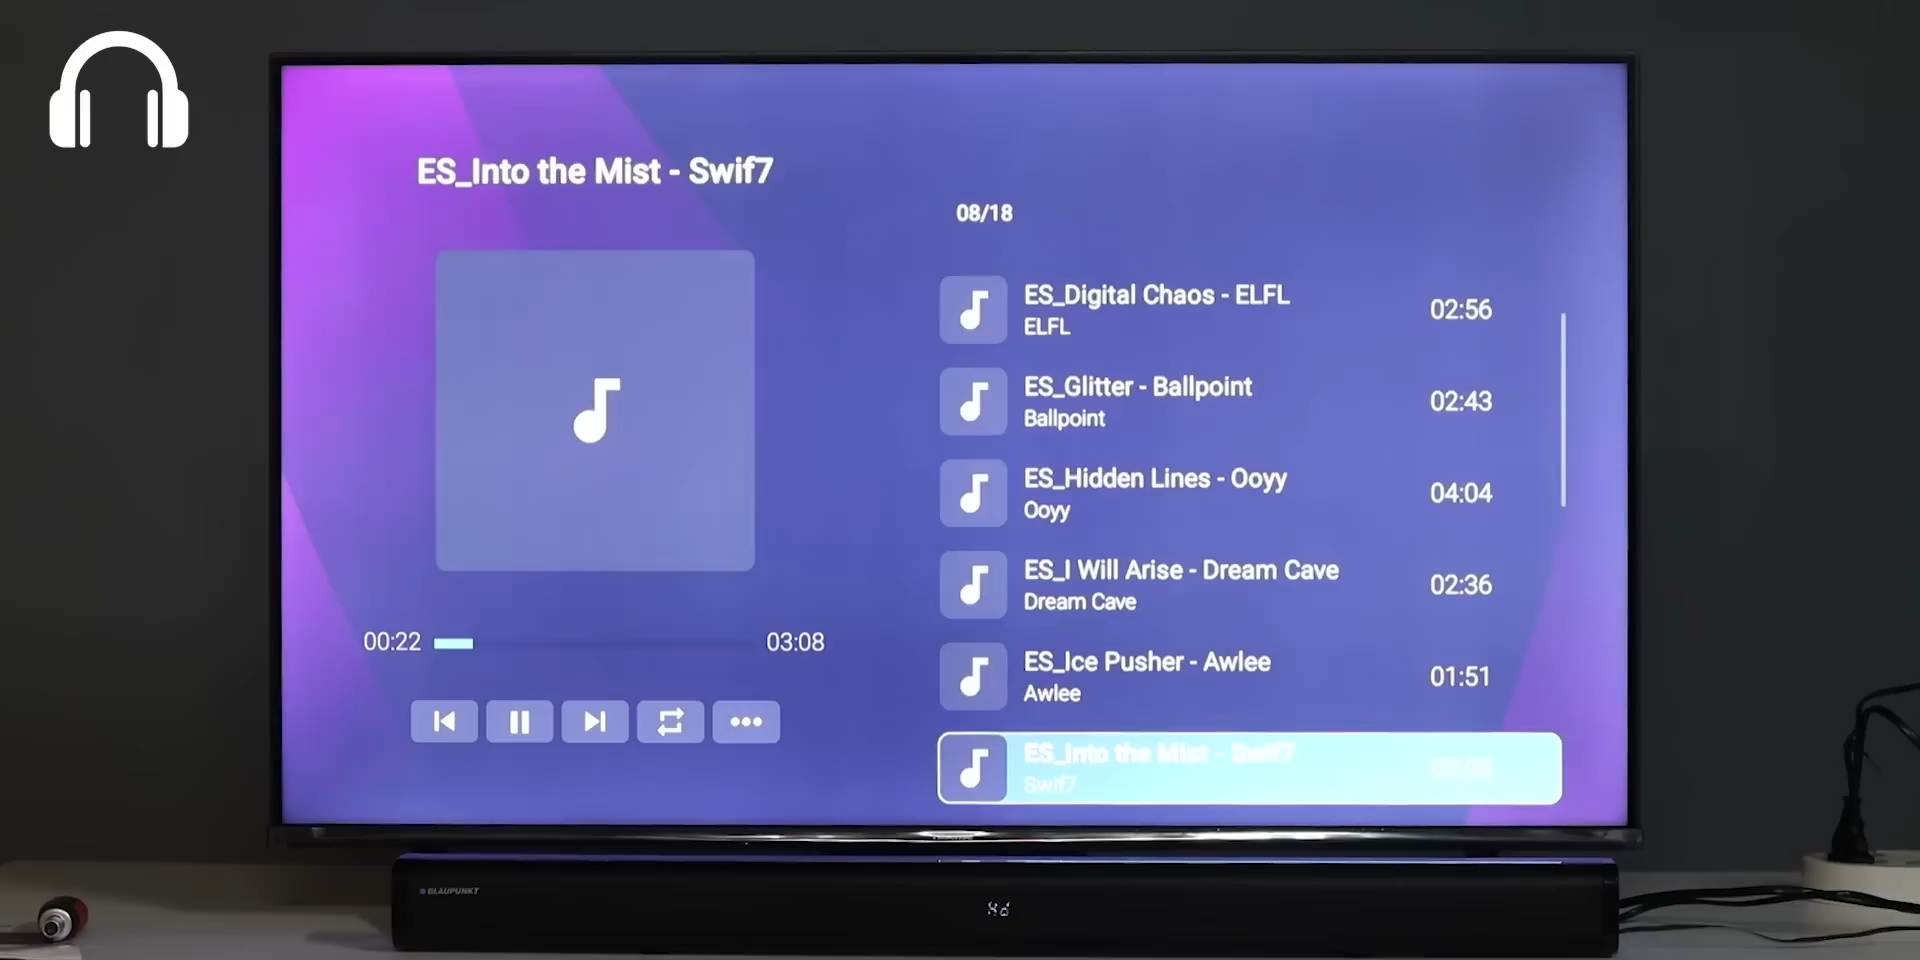 ES_Into the Mist - Swif7
08/18
ES_Digital Chaos - ELFL
ELFL
02:56
ES_Glitter - Ballpoint
Ballpoint
02:43
ES_Hidden Lines - Ooyy
Ooyy
04:04
ES_I Will Arise - Dream Cave
Dream Cave
02:36
00:22
03:08
ES_Ice Pusher - Awlee
Awlee
01:51
ES_Into the Mist - Swif7
Swif7
BLAUPUNKT
Hd